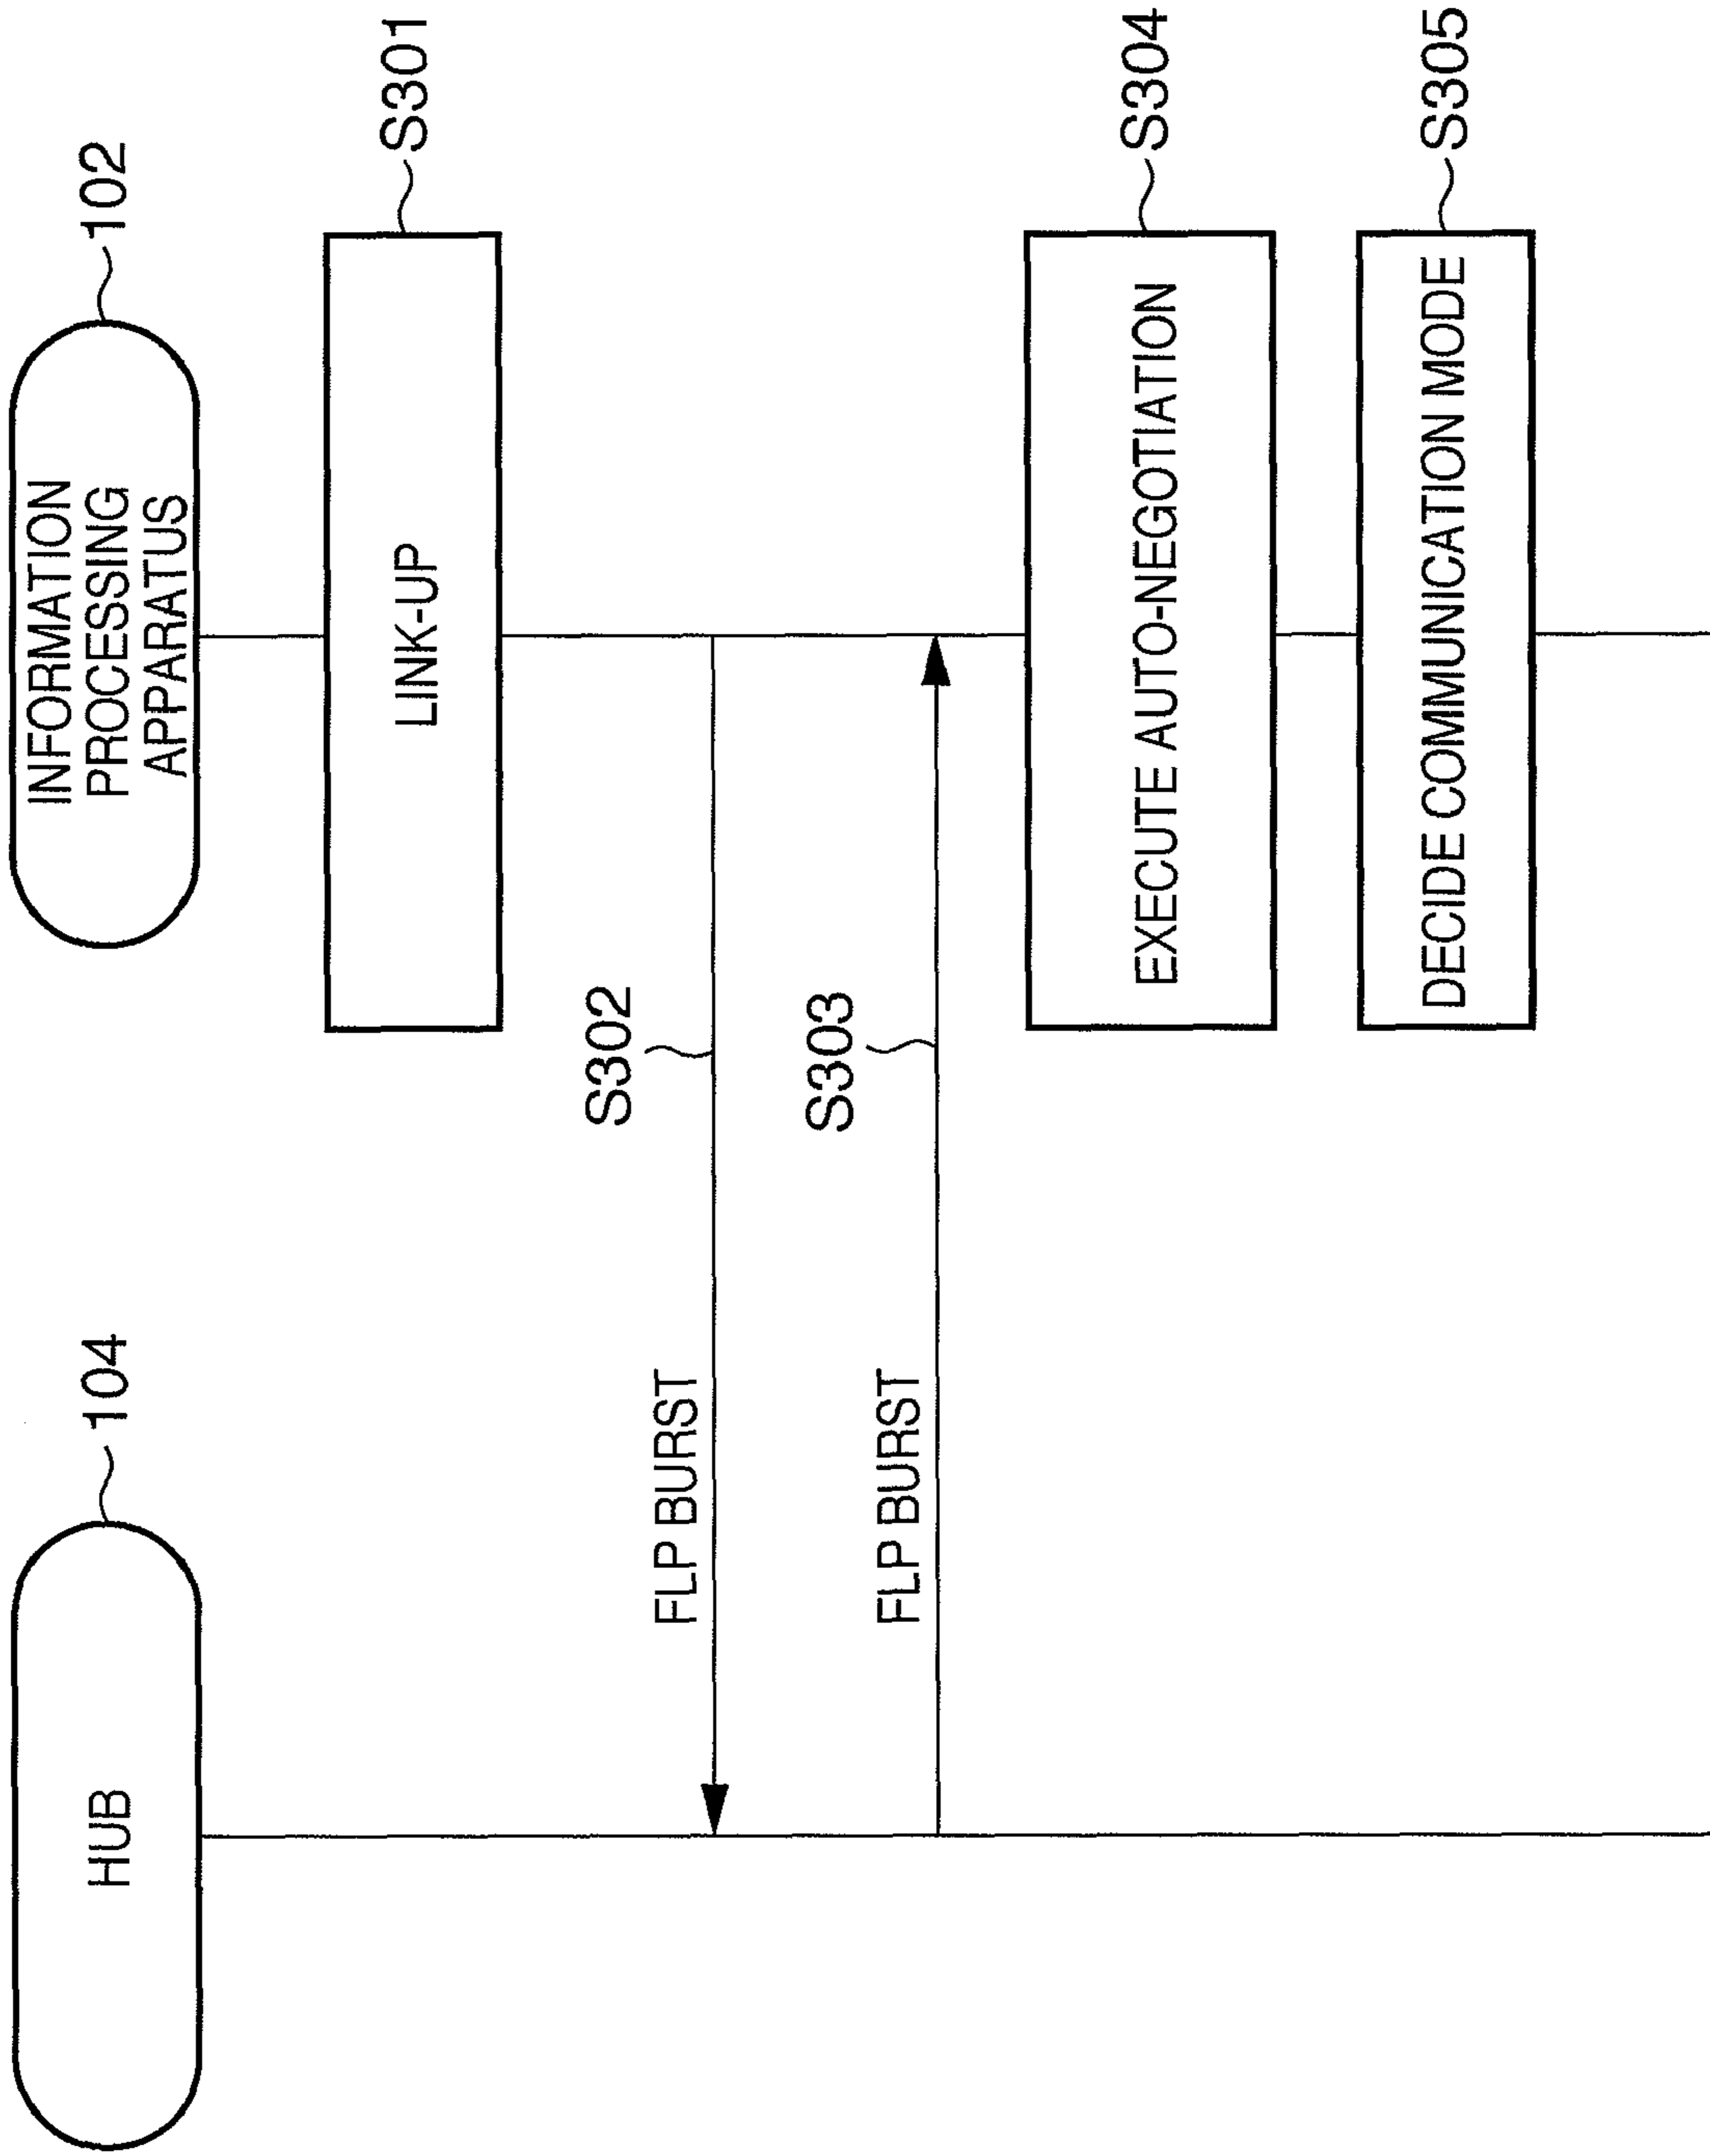 HUB
104
INFORMATION
PROCESSING
APPARATUS
102
LINK-UP
S301
FLP BURST
S302
FLP BURST
S303
EXECUTE AUTO-NEGOTIATION
S304
DECIDE COMMUNICATION MODE
S305